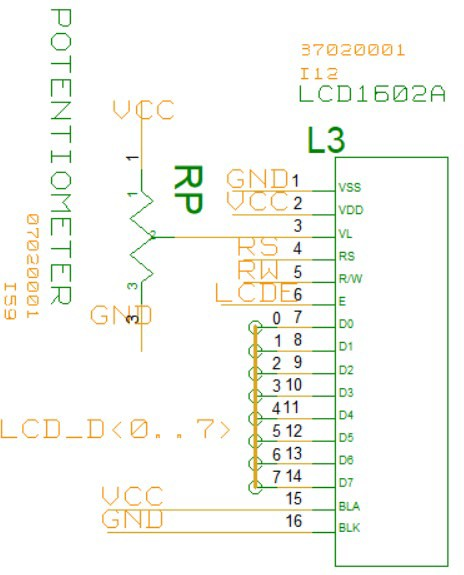 POTENTIOMETER
07020001
I59
VCC
1
1
RP
2
3
GND
3
37020001
I12
LCD1602A
L3
GND 1 VSS
VCC 2 VDD
3 VL
RS 4 RS
RW 5 R/W
LCDE 6 E
0 7 D0
1 8 D1
2 9 D2
3 10 D3
4 11 D4
LCD_D<0..7>
5 12 D5
6 13 D6
7 14 D7
VCC 15 BLA
GND 16 BLK